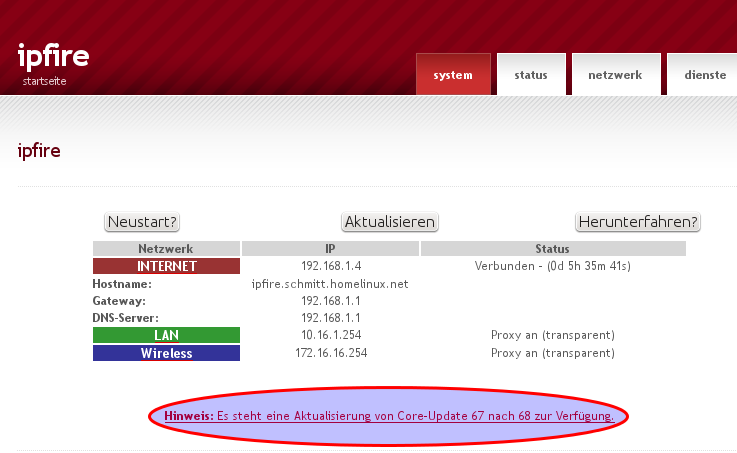 ipfire
startseite
system status netzwerk dienste
ipfire
Neustart? Aktualisieren Herunterfahren?
Netzwerk IP Status
INTERNET 192.168.1.4 Verbunden - (0d 5h 35m 41s)
Hostname: ipfire.schmitt.homelinux.net
Gateway: 192.168.1.1
DNS-Server: 192.168.1.1
LAN 10.16.1.254 Proxy an (transparent)
Wireless 172.16.16.254 Proxy an (transparent)
Hinweis: Es steht eine Aktualisierung von Core-Update 67 nach 68 zur Verfügung.